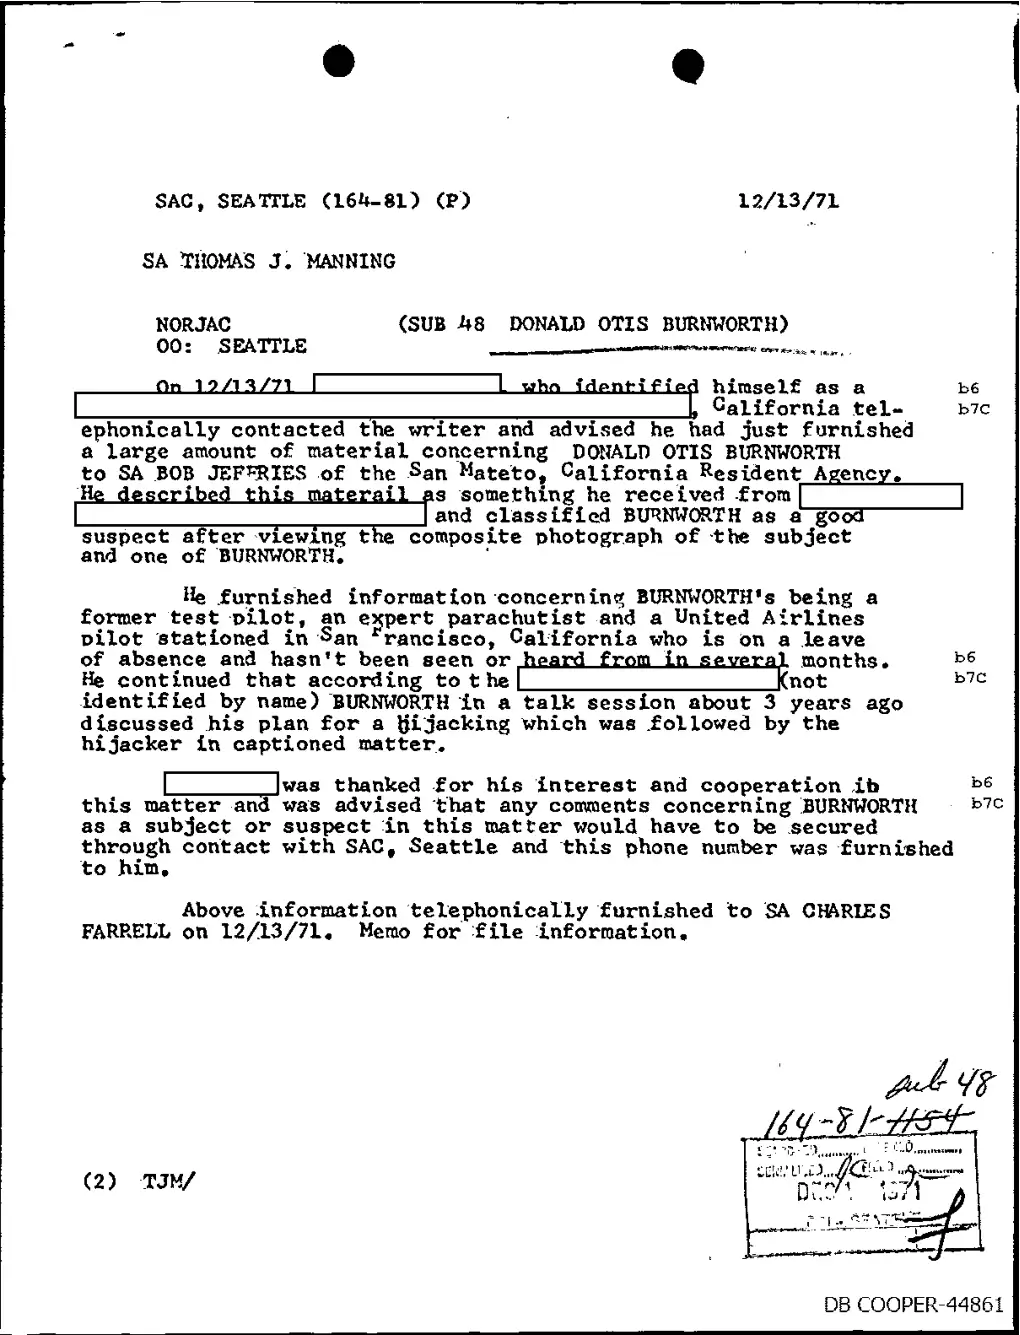 SAC, SEATTLE (164-81) (P) 12/13/71
SA THOMAS J. MANNING
NORJAC (SUB 48 DONALD OTIS BURNWORTH)
OO: SEATTLE
On 12/13/71 who identified himself as a b6
, California tel- b7C
ephonically contacted the writer and advised he had just furnished
a large amount of material concerning DONALD OTIS BURNWORTH
to SA BOB JEFFRIES of the San Mateto, California Resident Agency.
He described this materail as something he received from
and classified BURNWORTH as a good
suspect after viewing the composite photograph of the subject
and one of BURNWORTH.
He furnished information concerning BURNWORTH's being a
former test pilot, an expert parachutist and a United Airlines
pilot stationed in San Francisco, California who is on a leave
of absence and hasn't been seen or heard from in several months. b6
He continued that according to the (not b7C
identified by name) BURNWORTH in a talk session about 3 years ago
discussed his plan for a hijacking which was followed by the
hijacker in captioned matter.
was thanked for his interest and cooperation ib b6
this matter and was advised that any comments concerning BURNWORTH b7C
as a subject or suspect in this matter would have to be secured
through contact with SAC, Seattle and this phone number was furnished
to him.
Above information telephonically furnished to SA CHARLES
FARRELL on 12/13/71. Memo for file information.
sub 48
164-81-1154
(2) TJM/
1971
DB COOPER-44861